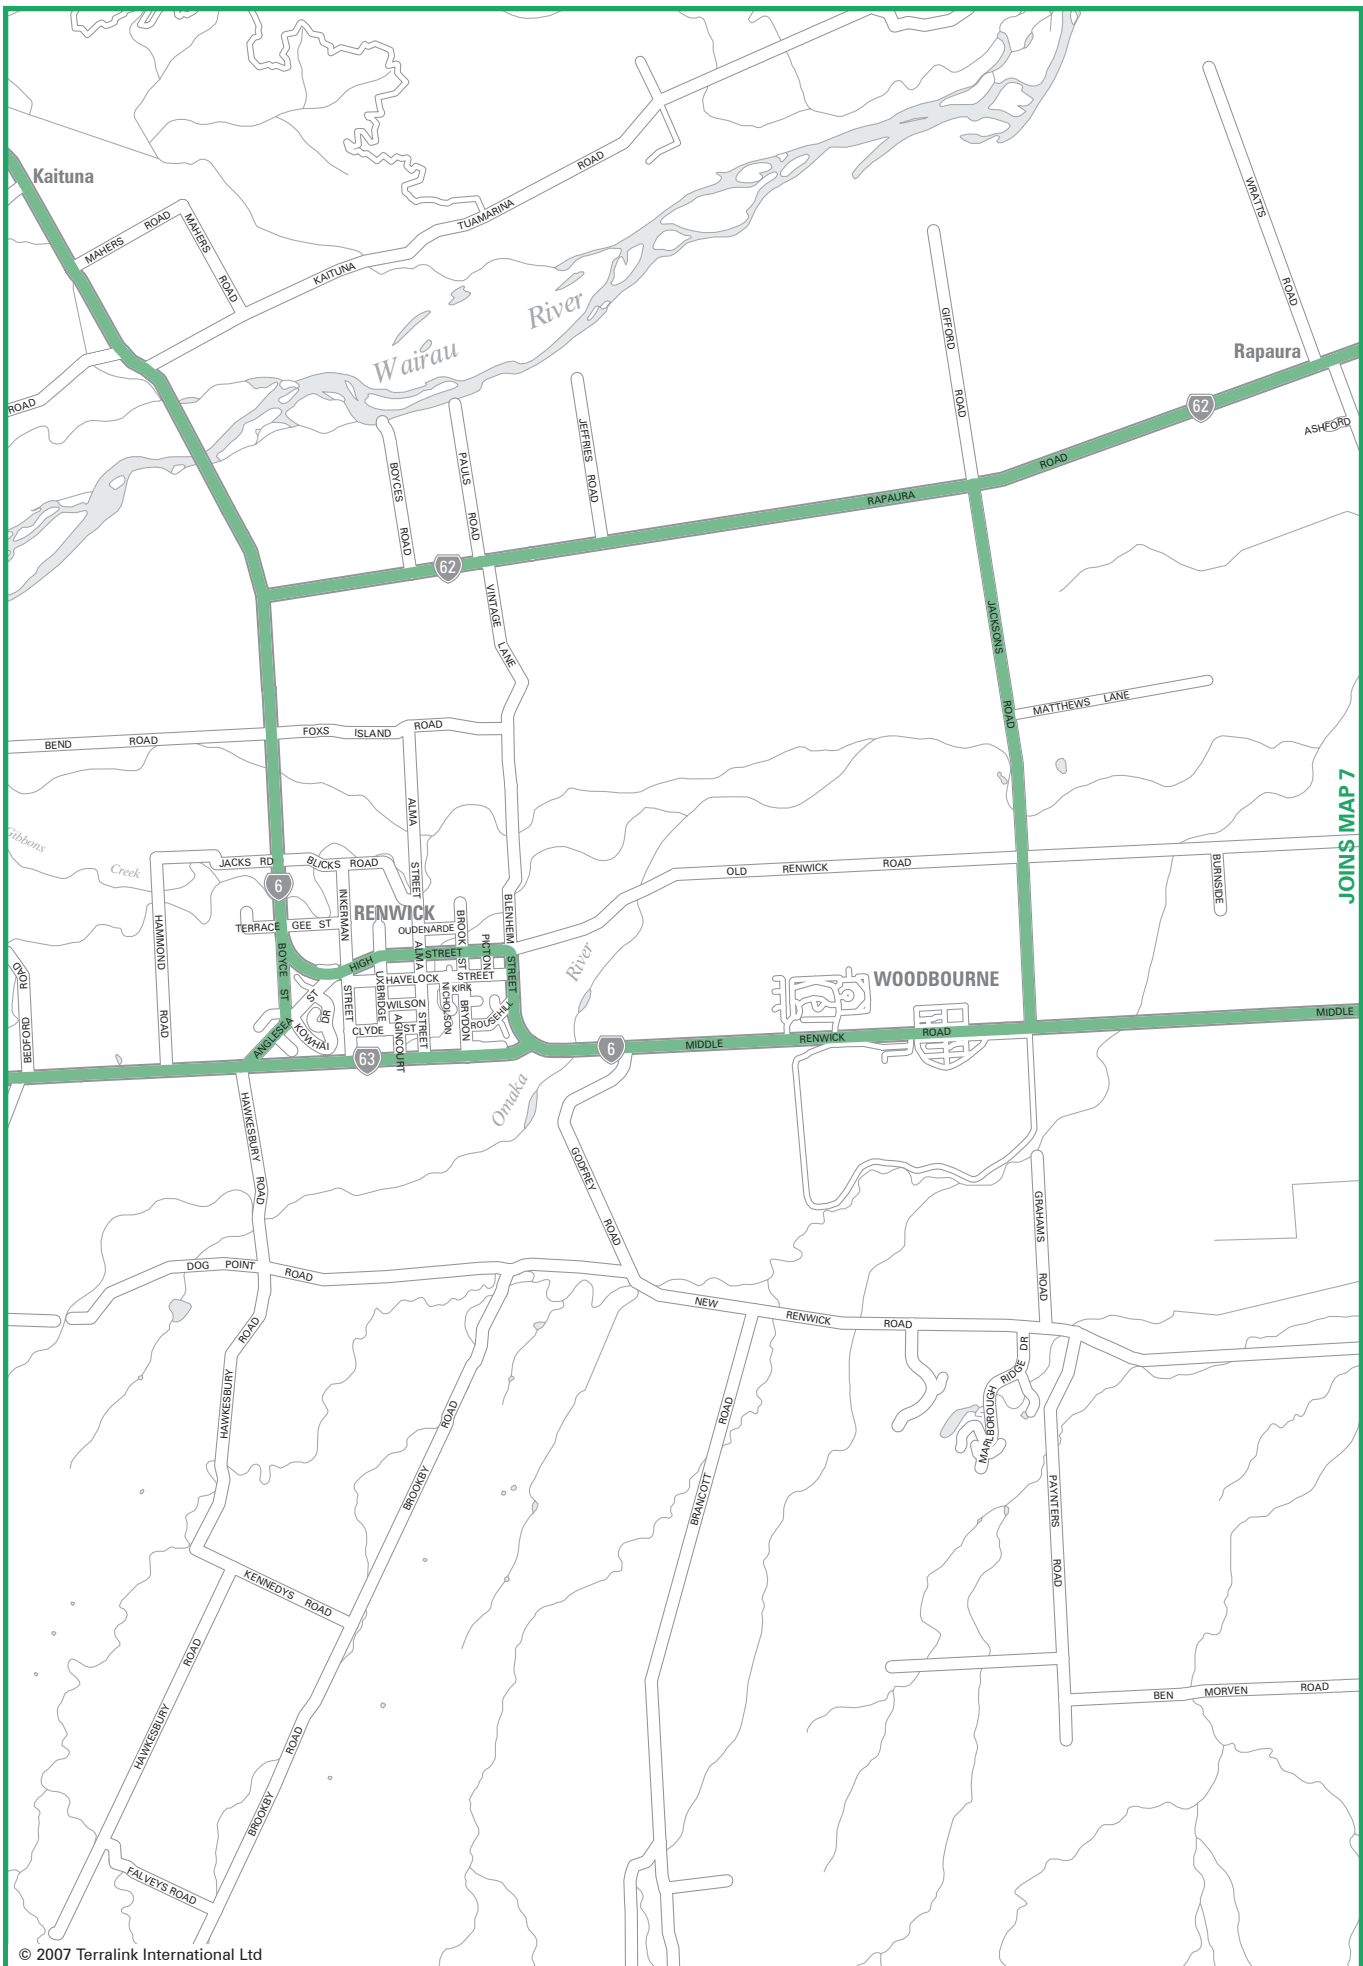 Kaituna
MAHERS ROAD
MAHERS ROAD
KAITUNA TUAMARINA ROAD
ROAD
Wairau River
WRATTS ROAD
GIFFORD ROAD
Rapaura
62
ASHFORD
BOYCES ROAD
PAULS ROAD
JEFFRIES ROAD
RAPAURA ROAD
62
VINTAGE LANE
JACKSONS ROAD
MATTHEWS LANE
BEND ROAD
FOXS ISLAND ROAD
JOINS MAP 7
Gibbons Creek
JACKS RD
BLICKS ROAD
ALMA STREET
OLD RENWICK ROAD
BURNSIDE
6
HAMMOND ROAD
TERRACE
GEE ST
INKERMAN STREET
RENWICK
OUDENARDE
BROOK ST
PICTON
BLENHEIM STREET
BOYCE ST
HIGH STREET
ALMA STREET
UXBRIDGE
HAVELOCK STREET
KIRK
WILSON
NICHOLSON
BRYDON
ROUSEHILL
CLYDE ST
AGINCOURT
KOWHAI DR
ANGLESEA ST
63
BEDFORD ROAD
River
Omaka
WOODBOURNE
6
MIDDLE RENWICK ROAD
MIDDLE
HAWKESBURY ROAD
GODFREY ROAD
GRAHAMS ROAD
DOG POINT ROAD
NEW RENWICK ROAD
HAWKESBURY ROAD
BROOKBY ROAD
BRANCOTT ROAD
MARLBOROUGH RIDGE DR
PAYNTERS ROAD
KENNEDYS ROAD
HAWKESBURY ROAD
BROOKBY ROAD
BEN MORVEN ROAD
FALVEYS ROAD
© 2007 Terralink International Ltd